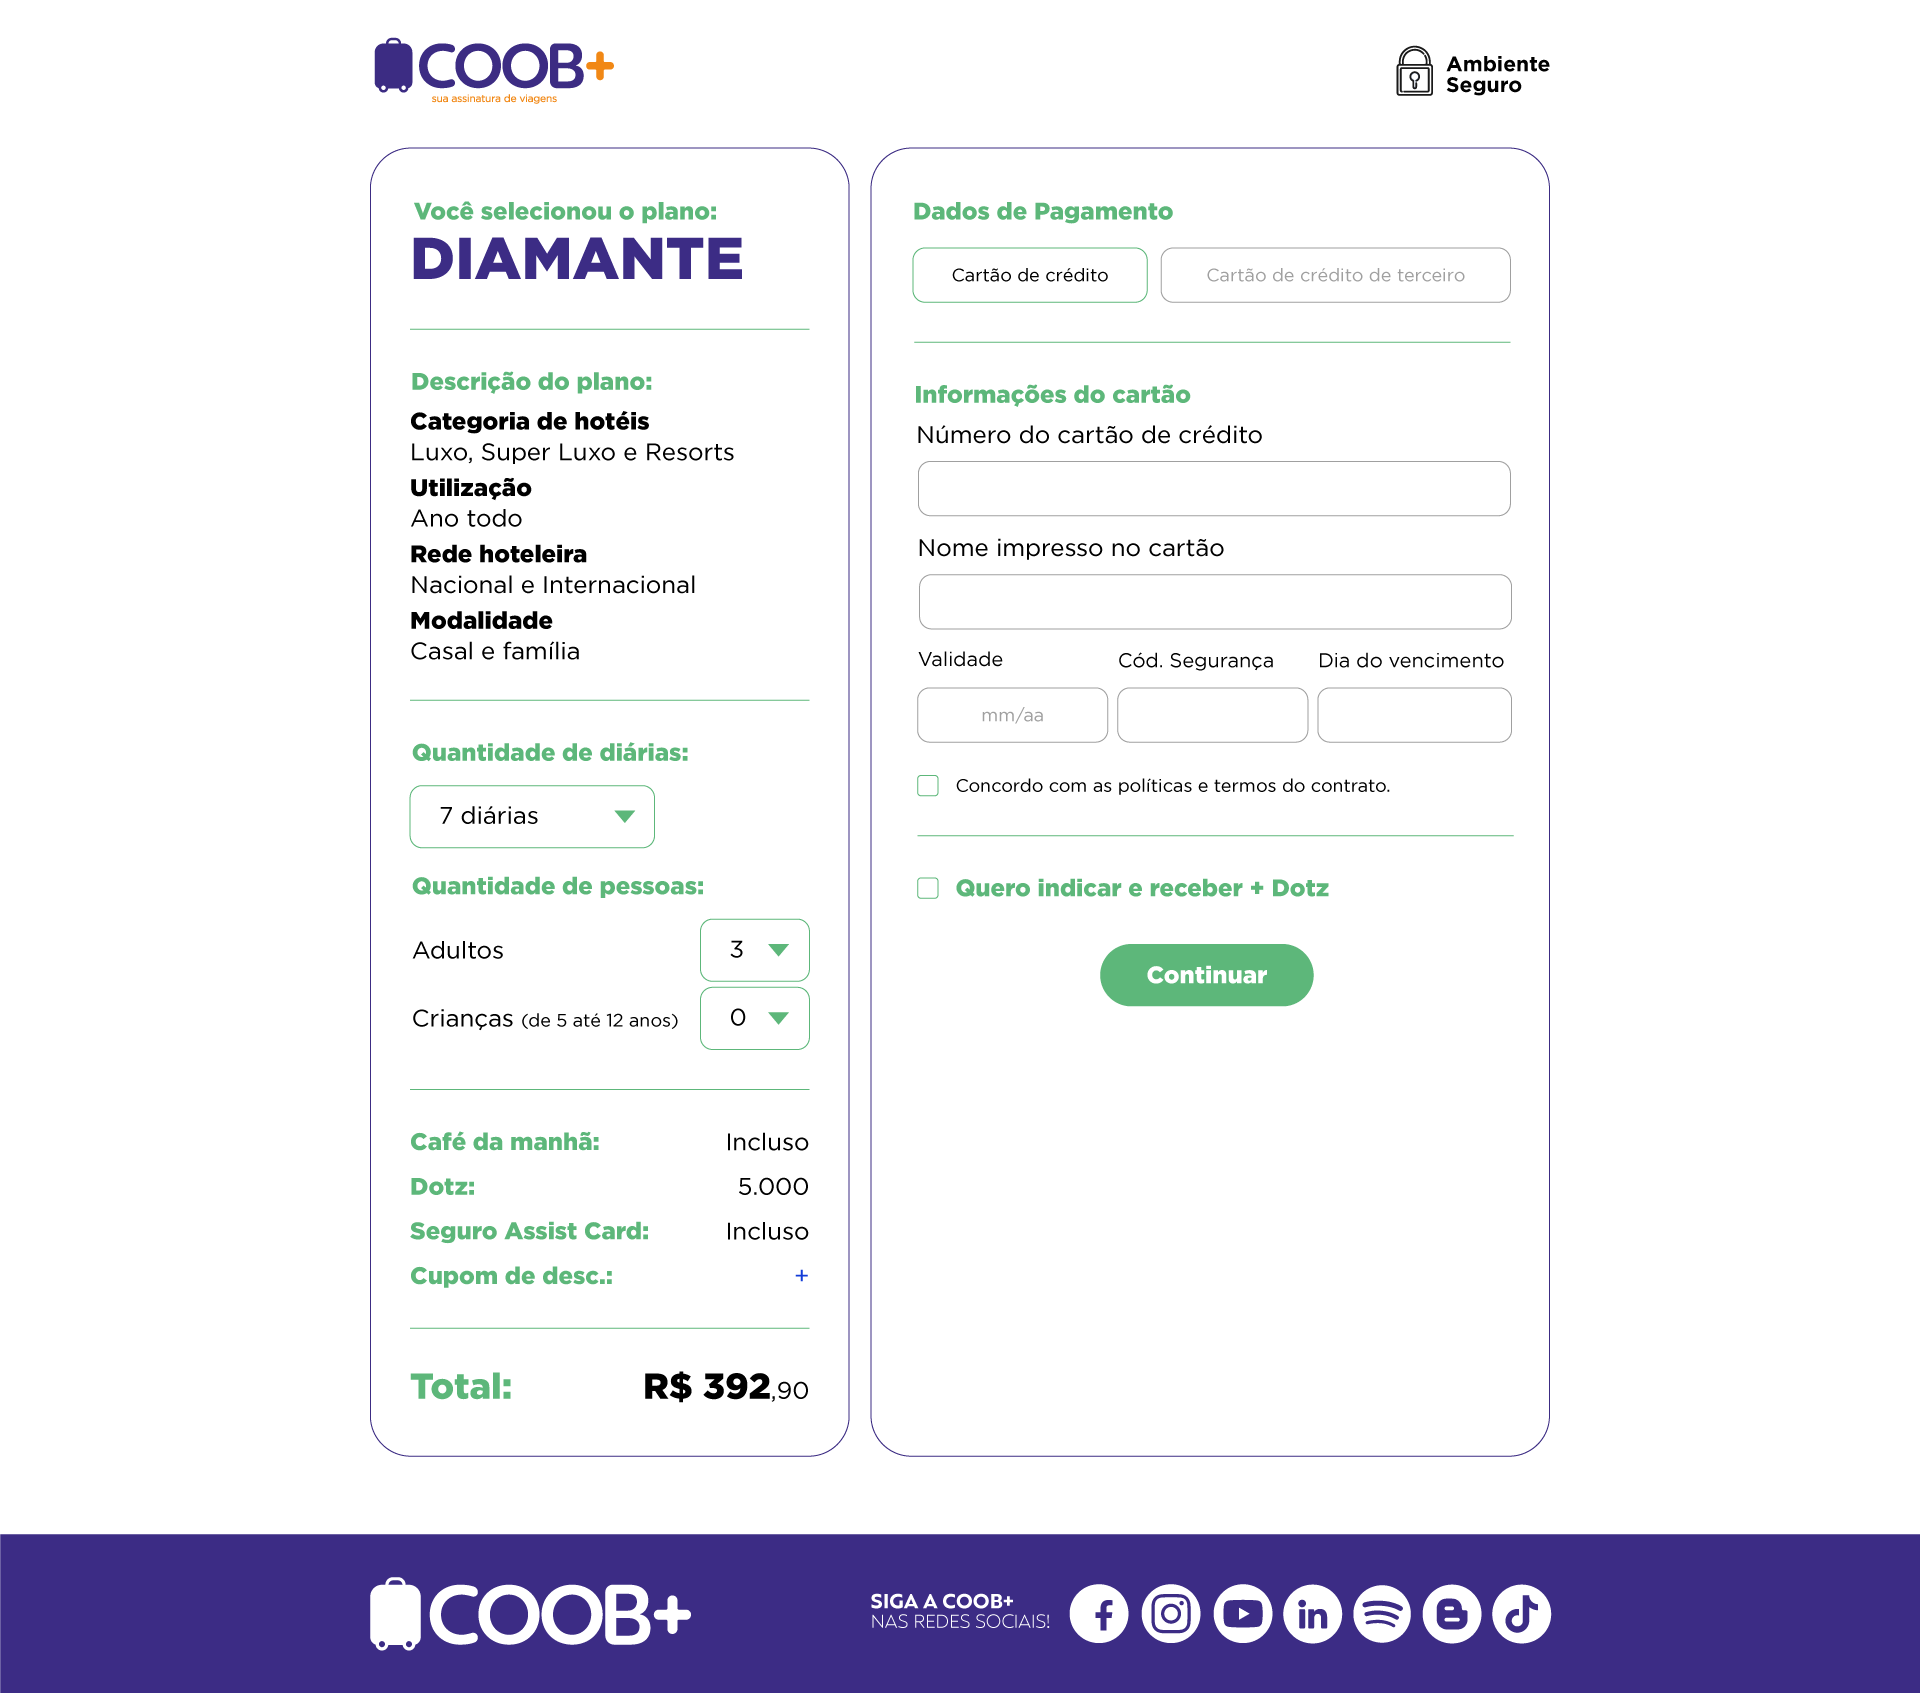 COOB+
sua assinatura de viagens
Ambiente
Seguro
Você selecionou o plano:
DIAMANTE
Descrição do plano:
Categoria de hotéis
Luxo, Super Luxo e Resorts
Utilização
Ano todo
Rede hoteleira
Nacional e Internacional
Modalidade
Casal e família
Quantidade de diárias:
7 diárias
Quantidade de pessoas:
Adultos 3
Crianças (de 5 até 12 anos) 0
Café da manhã: Incluso
Dotz: 5.000
Seguro Assist Card: Incluso
Cupom de desc.: +
Total: R$ 392,90
Dados de Pagamento
Cartão de crédito Cartão de crédito de terceiro
Informações do cartão
Número do cartão de crédito
Nome impresso no cartão
Validade Cód. Segurança Dia do vencimento
mm/aa
Concordo com as políticas e termos do contrato.
Quero indicar e receber + Dotz
Continuar
COOB+
SIGA A COOB+
NAS REDES SOCIAIS!